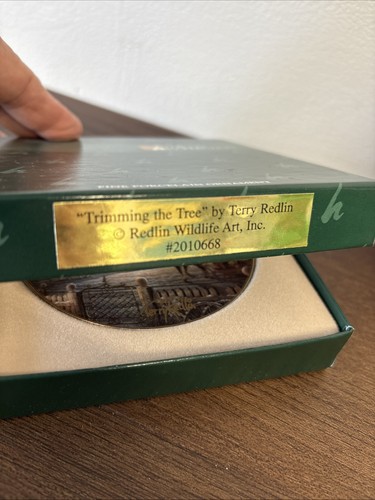 "Trimming the Tree" by Terry Redlin
© Redlin Wildlife Art, Inc.
#2010668
h